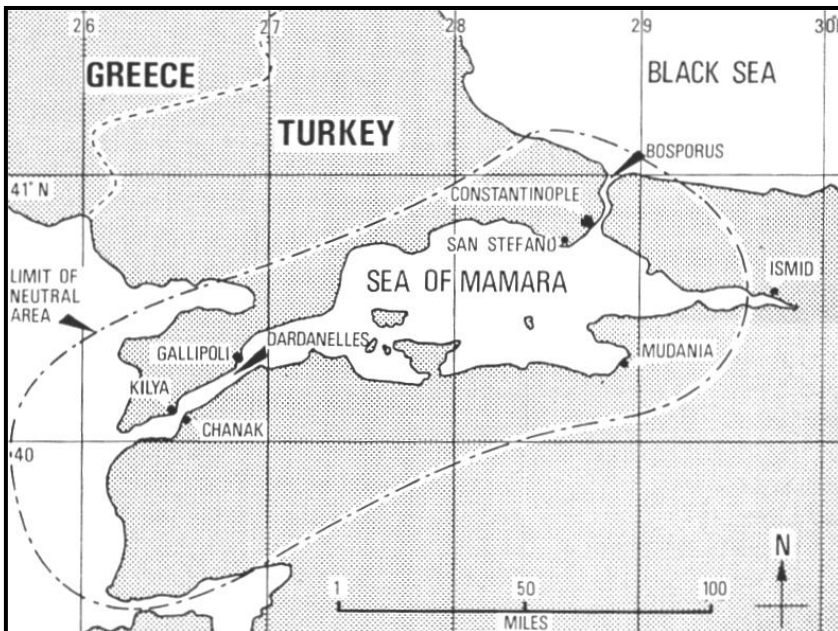 26
27
28
29
30
GREECE
TURKEY
BLACK SEA
BOSPORUS
41° N
CONSTANTINOPLE
SAN STEFANO
LIMIT OF
NEUTRAL
AREA
SEA OF MAMARA
ISMID
GALLIPOLI
DARDANELLES
MUDANIA
KILYA
CHANAK
40
N
1
50
100
MILES